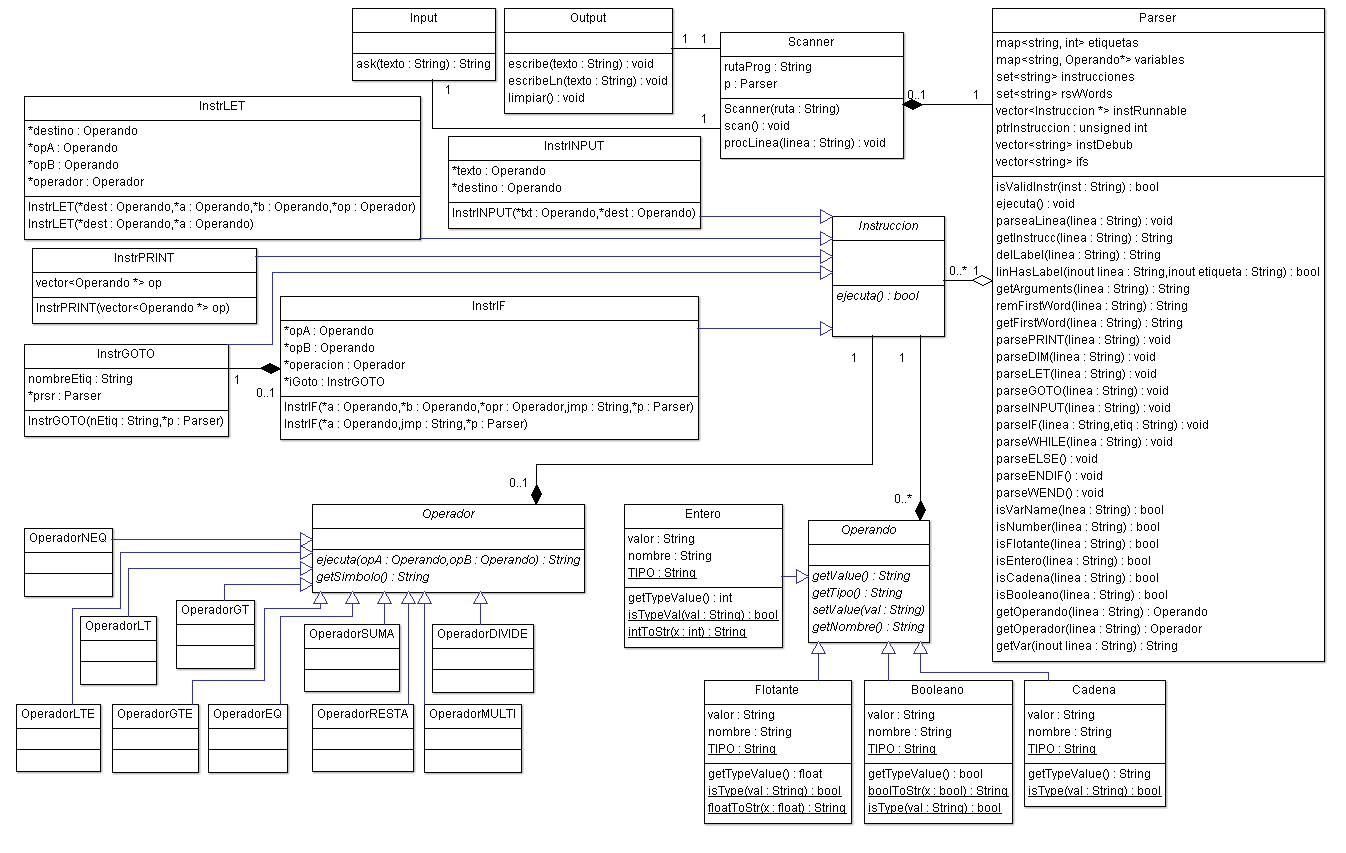 Input
ask(texto : String) : String
Output
escribe(texto : String) : void
escribeLn(texto : String) : void
limpiar() : void
1
1
1
1
Scanner
rutaProg : String
p : Parser
Scanner(ruta : String)
scan() : void
procLinea(linea : String) : void
0..1
1
Parser
map<string, int> etiquetas
map<string, Operando*> variables
set<string> instrucciones
set<string> rsvWords
vector<Instruccion *> instRunnable
ptrInstruccion : unsigned int
vector<string> instDebub
vector<string> ifs
isValidInstr(inst : String) : bool
ejecuta() : void
parseaLinea(linea : String) : void
getInstrucc(linea : String) : String
delLabel(linea : String) : String
linHasLabel(inout linea : String,inout etiqueta : String) : bool
getArguments(linea : String) : String
remFirstWord(linea : String) : String
getFirstWord(linea : String) : String
parsePRINT(linea : String) : void
parseDIM(linea : String) : void
parseLET(linea : String) : void
parseGOTO(linea : String) : void
parseINPUT(linea : String) : void
parseIF(linea : String,etiq : String) : void
parseWHILE(linea : String) : void
parseELSE() : void
parseENDIF() : void
parseWEND() : void
isVarName(lnea : String) : bool
isNumber(linea : String) : bool
isFlotante(linea : String) : bool
isEntero(linea : String) : bool
isCadena(linea : String) : bool
isBooleano(linea : String) : bool
getOperando(linea : String) : Operando
getOperador(linea : String) : Operador
getVar(inout linea : String) : String
InstrLET
*destino : Operando
*opA : Operando
*opB : Operando
*operador : Operador
InstrLET(*dest : Operando,*a : Operando,*b : Operando,*op : Operador)
InstrLET(*dest : Operando,*a : Operando)
InstrINPUT
*texto : Operando
*destino : Operando
InstrINPUT(*txt : Operando,*dest : Operando)
Instruccion
ejecuta() : bool
0..*
1
InstrPRINT
vector<Operando *> op
InstrPRINT(vector<Operando *> op)
InstrIF
*opA : Operando
*opB : Operando
*operacion : Operador
*iGoto : InstrGOTO
InstrIF(*a : Operando,*b : Operando,*opr : Operador,jmp : String,*p : Parser)
InstrIF(*a : Operando,jmp : String,*p : Parser)
InstrGOTO
nombreEtiq : String
*prsr : Parser
InstrGOTO(nEtiq : String,*p : Parser)
1
0..1
1
1
0..1
0..*
Operador
ejecuta(opA : Operando,opB : Operando) : String
getSimbolo() : String
Entero
valor : String
nombre : String
TIPO : String
getTypeValue() : int
isTypeVal(val : String) : bool
intToStr(x : int) : String
Operando
getValue() : String
getTipo() : String
setValue(val : String)
getNombre() : String
OperadorNEQ
OperadorLT
OperadorGT
OperadorSUMA
OperadorDIVIDE
OperadorLTE
OperadorGTE
OperadorEQ
OperadorRESTA
OperadorMULTI
Flotante
valor : String
nombre : String
TIPO : String
getTypeValue() : float
isType(val : String) : bool
floatToStr(x : float) : String
Booleano
valor : String
nombre : String
TIPO : String
getTypeValue() : bool
boolToStr(x : bool) : String
isType(val : String) : bool
Cadena
valor : String
nombre : String
TIPO : String
getTypeValue() : String
isType(val : String) : bool